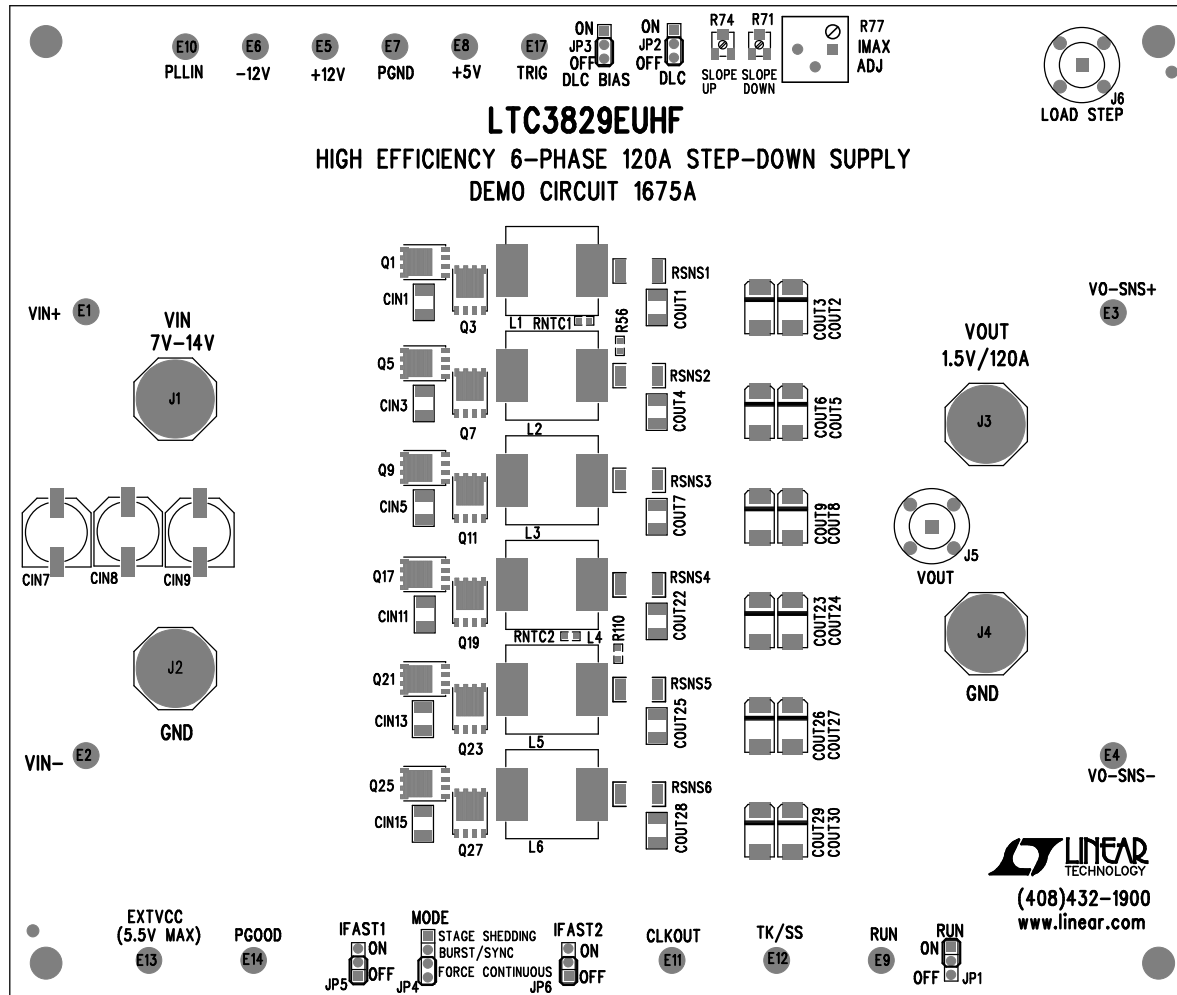 E10
PLLIN
E6
-12V
E5
+12V
E7
PGND
E8
+5V
E17
TRIG
ON
JP3
OFF
DLC BIAS
ON
JP2
OFF
DLC
R74
SLOPE
UP
R71
SLOPE
DOWN
R77
IMAX
ADJ
J6
LOAD STEP
LTC3829EUHF
HIGH EFFICIENCY 6-PHASE 120A STEP-DOWN SUPPLY
DEMO CIRCUIT 1675A
VIN+
E1
VIN
7V-14V
J1
CIN7
CIN8
CIN9
J2
GND
VIN-
E2
Q1
CIN1
Q3
L1
RNTC1
R56
RSNS1
COUT1
COUT3
COUT2
Q5
CIN3
Q7
L2
RSNS2
COUT4
COUT6
COUT5
Q9
CIN5
Q11
L3
RSNS3
COUT7
COUT9
COUT8
Q17
CIN11
Q19
RNTC2
L4
R110
RSNS4
COUT22
COUT23
COUT24
Q21
CIN13
Q23
L5
RSNS5
COUT25
COUT26
COUT27
Q25
CIN15
Q27
L6
RSNS6
COUT28
COUT29
COUT30
VO-SNS+
E3
VOUT
1.5V/120A
J3
J5
VOUT
J4
GND
E4
VO-SNS-
LINEAR
TECHNOLOGY
(408)432-1900
www.linear.com
EXTVCC
(5.5V MAX)
E13
PGOOD
E14
IFAST1
ON
OFF
JP5
MODE
STAGE SHEDDING
BURST/SYNC
FORCE CONTINUOUS
JP4
IFAST2
ON
OFF
JP6
CLKOUT
E11
TK/SS
E12
RUN
E9
RUN
ON
OFF
JP1